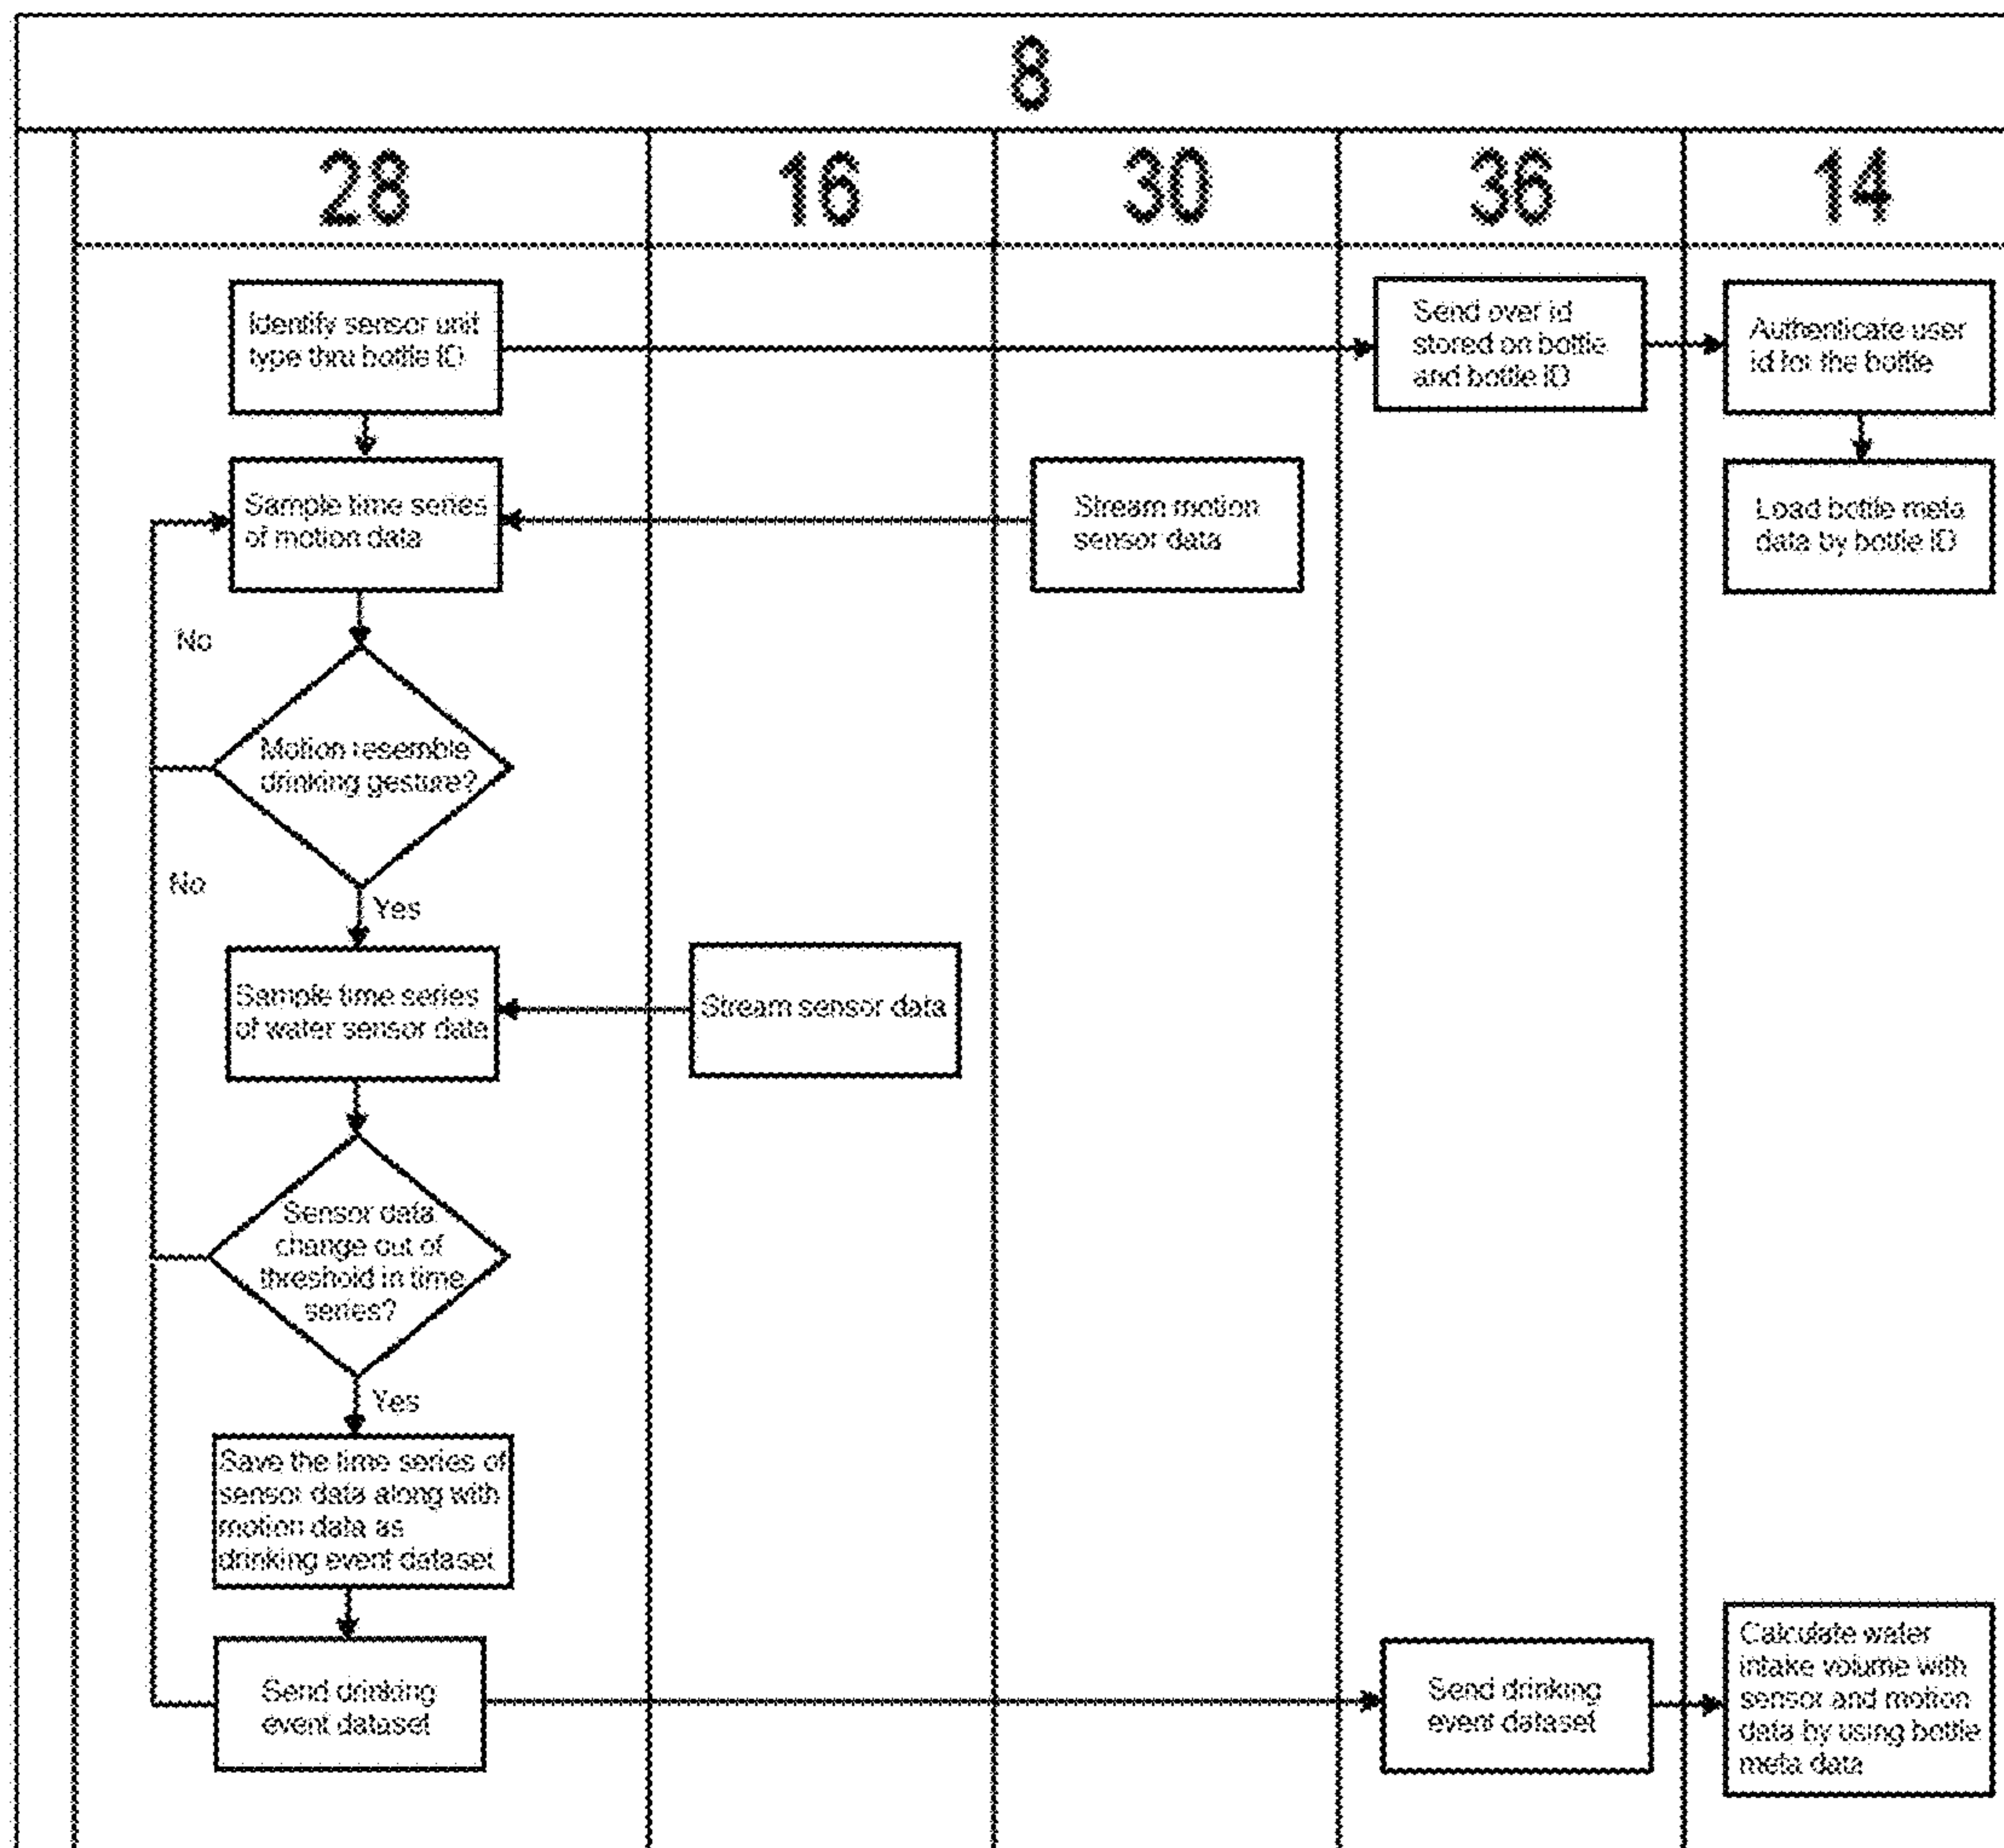 8
28
16
30
36
14
Identify sensor unit
type thru bottle ID
Send over id
stored on bottle
and bottle ID
Authenticate user
id for the bottle
Sample time series
of motion data
Stream motion
sensor data
Load bottle meta
data by bottle ID
No
Motion resemble
drinking gesture?
No
Yes
Sample time series
of water sensor data
Stream sensor data
Sensor data
change out of
threshold in time
series?
Yes
Save the time series of
sensor data along with
motion data as
drinking event dataset
Send drinking
event dataset
Send drinking
event dataset
Calculate water
intake volume with
sensor and motion
data by using bottle
meta data